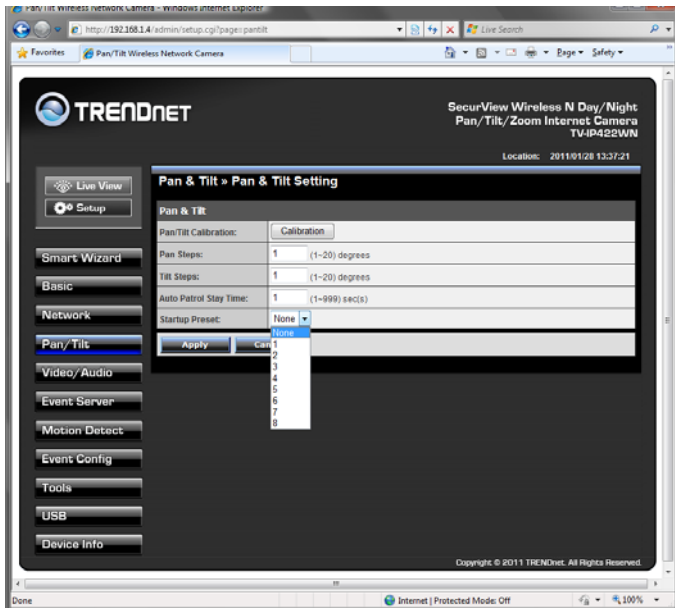 Pan/Tilt Wireless Network Camera - Windows Internet Explorer
http://192.168.1.4/admin/setup.cgi?page=pantilt
Live Search
Favorites
Pan/Tilt Wireless Network Camera
Page
Safety
TRENDNET
SecurView Wireless N Day/Night
Pan/Tilt/Zoom Internet Camera
TV-IP422WN
Location: 2011/01/28 13:37:21
Live View
Setup
Pan & Tilt » Pan & Tilt Setting
Pan & Tilt
Pan/Tilt Calibration: Calibration
Pan Steps: 1 (1~20) degrees
Tilt Steps: 1 (1~20) degrees
Auto Patrol Stay Time: 1 (1~999) sec(s)
Startup Preset: None
None
1
2
3
4
5
6
7
8
Apply
Can
Smart Wizard
Basic
Network
Pan/Tilt
Video/Audio
Event Server
Motion Detect
Event Config
Tools
USB
Device Info
Copyright © 2011 TRENDnet. All Rights Reserved.
Done
Internet | Protected Mode: Off
100%